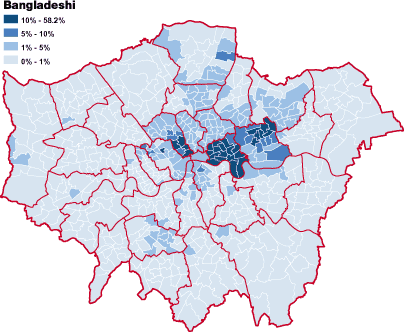 Bangladeshi
10% - 58.2%
5% - 10%
1% - 5%
0% - 1%